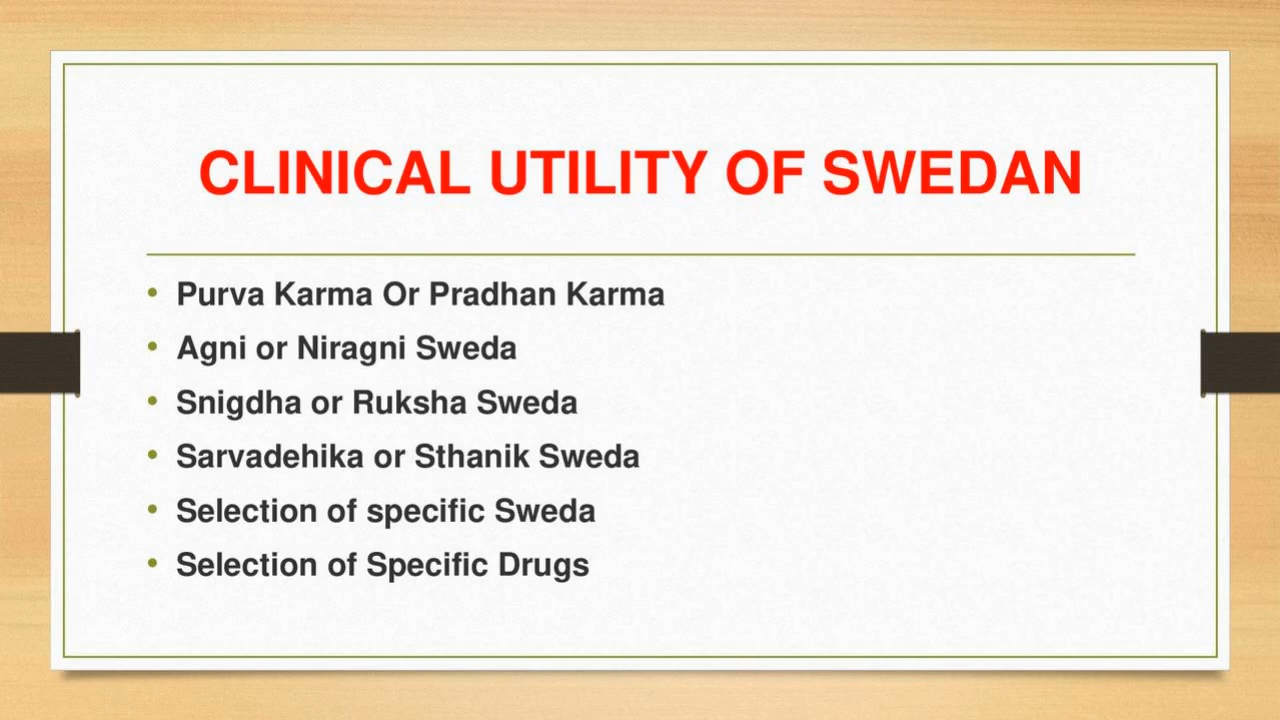 CLINICAL UTILITY OF SWEDAN
• Purva Karma Or Pradhan Karma
• Agni or Niragni Sweda
• Snigdha or Ruksha Sweda
• Sarvadehika or Sthanik Sweda
• Selection of specific Sweda
• Selection of Specific Drugs